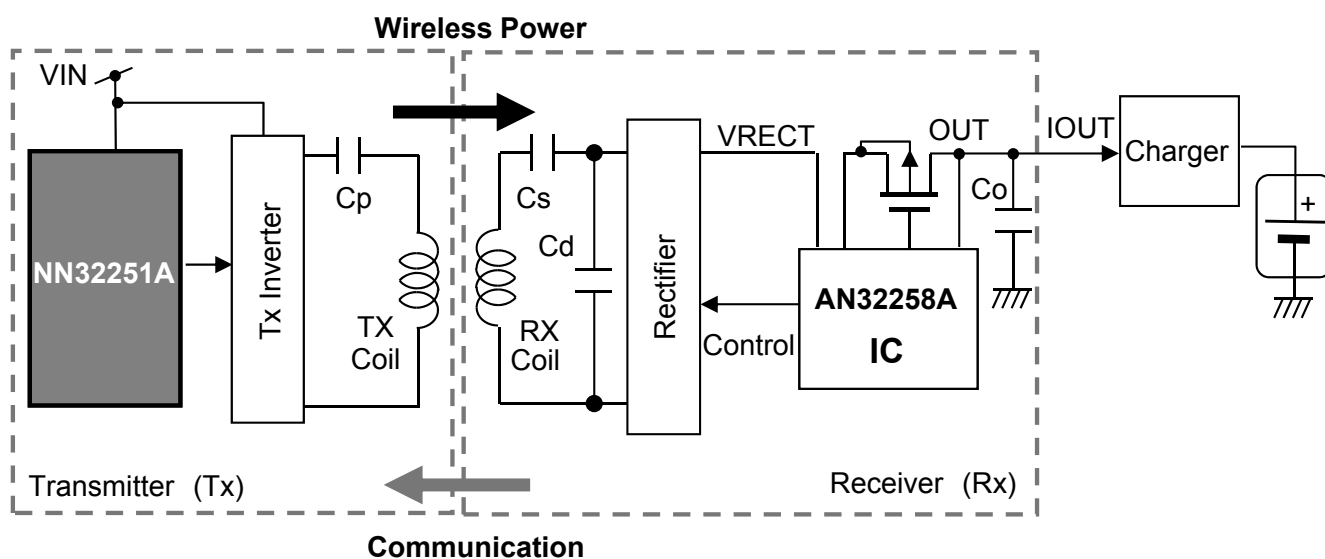 Wireless Power
VIN
NN32251A
Tx Inverter
Cp
TX
Coil
Transmitter (Tx)
Cs
Cd
RX
Coil
Rectifier
VRECT
Control
AN32258A
IC
OUT
Co
IOUT
Charger
+
Receiver (Rx)
Communication